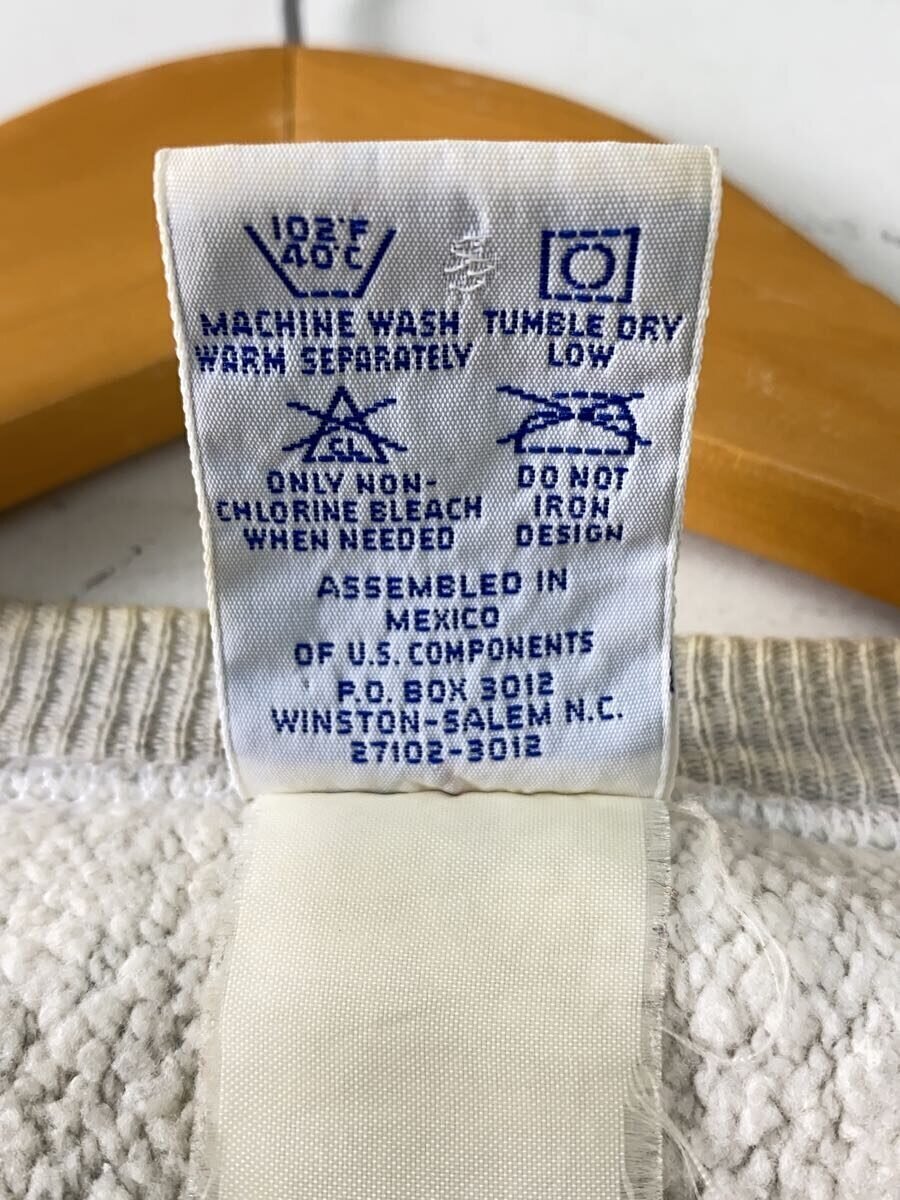 102°F
40°C
MACHINE WASH
WARM SEPARATELY
TUMBLE DRY
LOW
CL
ONLY NON-
CHLORINE BLEACH
WHEN NEEDED
DO NOT
IRON
DESIGN
ASSEMBLED IN
MEXICO
OF U.S. COMPONENTS
P.O. BOX 3012
WINSTON-SALEM N.C.
27102-3012